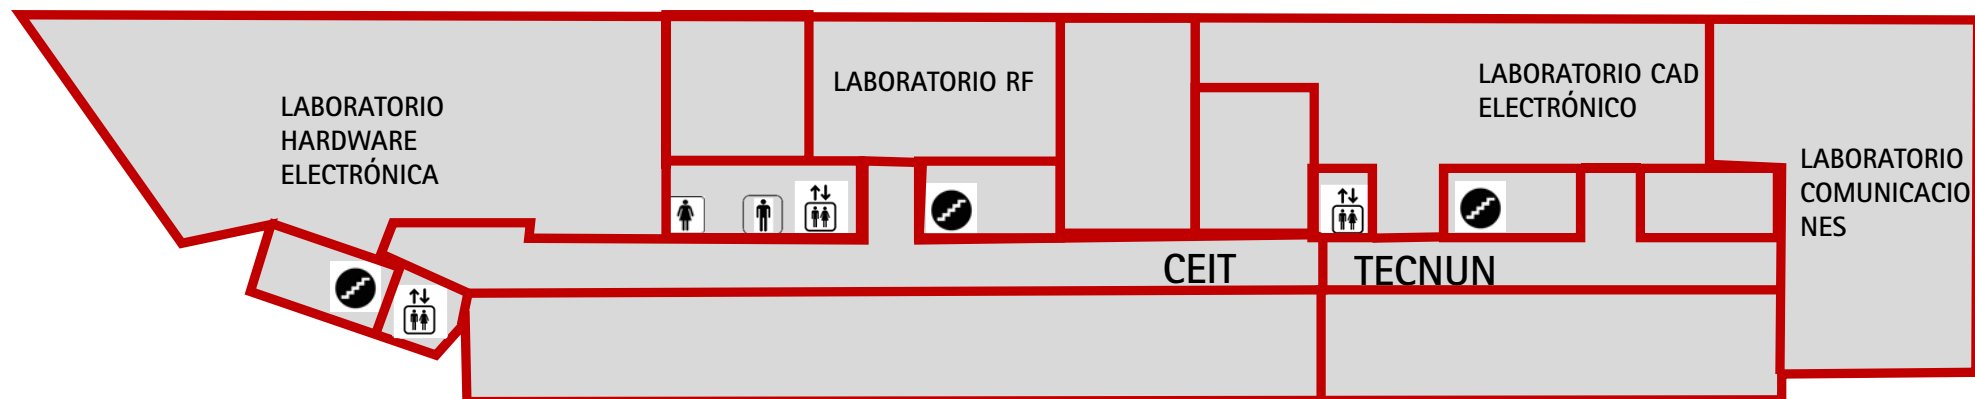 LABORATORIO
HARDWARE
ELECTRÓNICA
LABORATORIO RF
LABORATORIO CAD
ELECTRÓNICO
LABORATORIO
COMUNICACIO
NES
CEIT
TECNUN